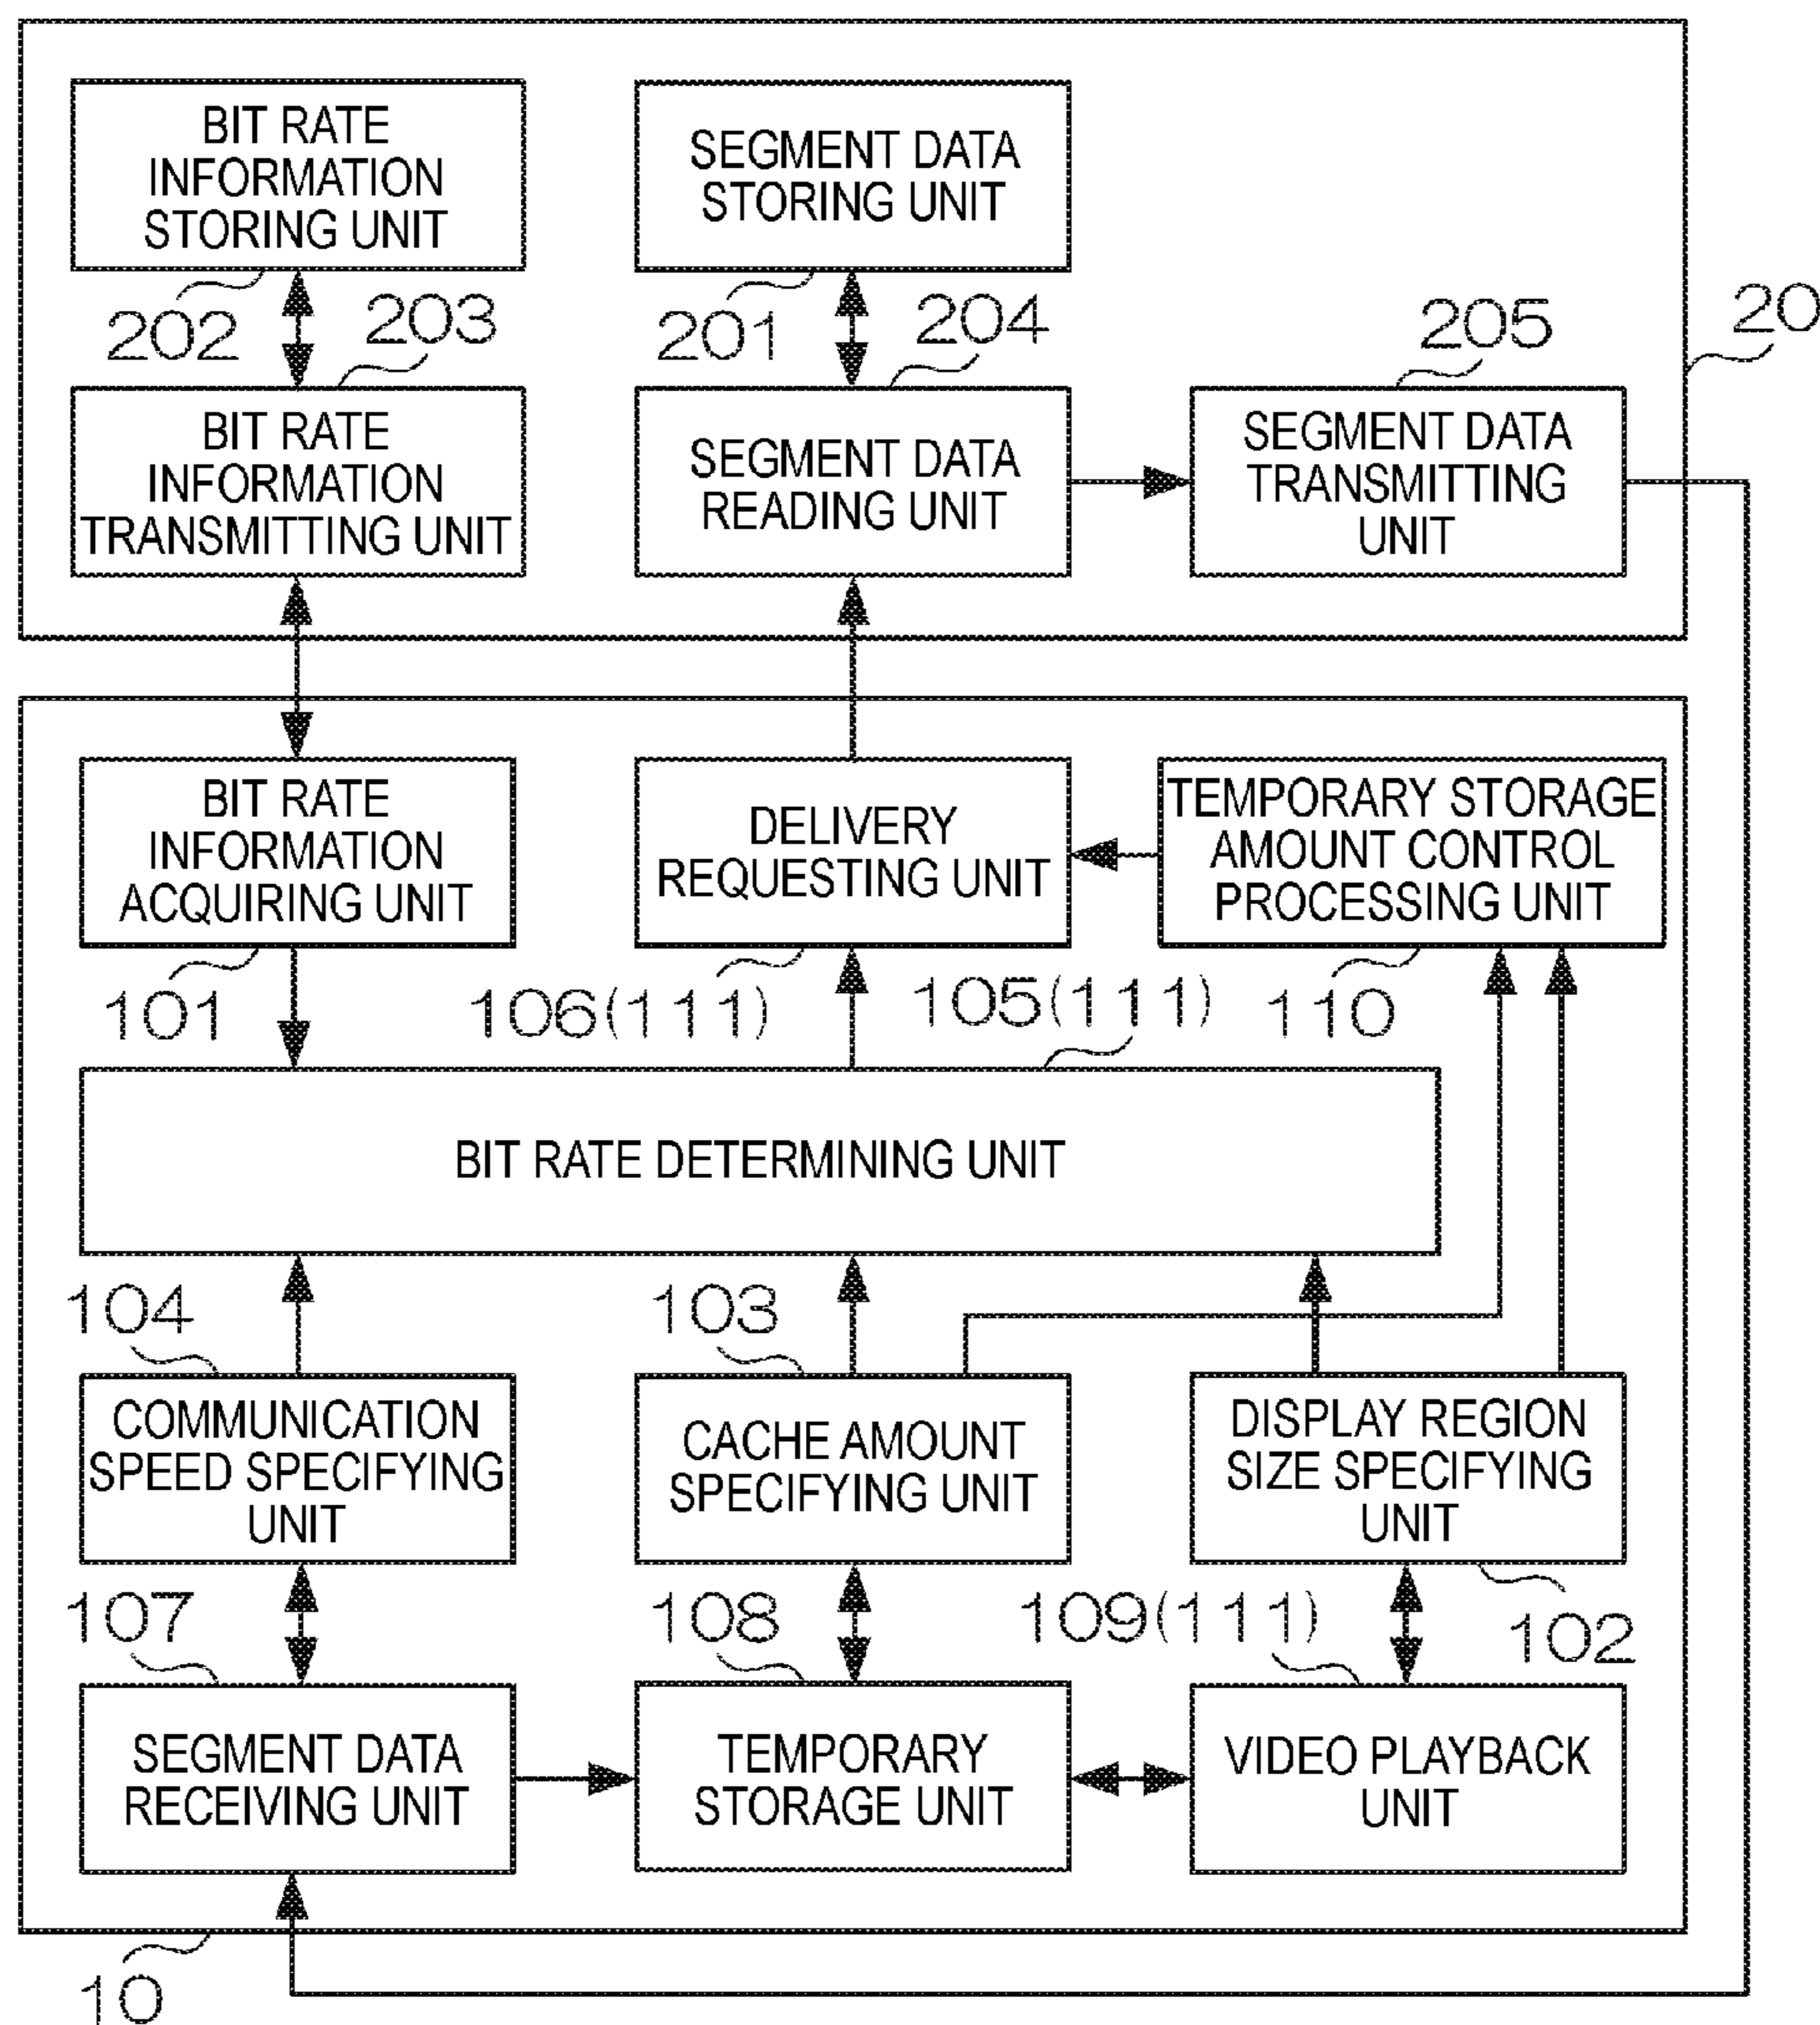 BIT RATE
INFORMATION
STORING UNIT
SEGMENT DATA
STORING UNIT
202
203
201
204
205
20
BIT RATE
INFORMATION
TRANSMITTING UNIT
SEGMENT DATA
READING UNIT
SEGMENT DATA
TRANSMITTING
UNIT
BIT RATE
INFORMATION
ACQUIRING UNIT
DELIVERY
REQUESTING UNIT
TEMPORARY STORAGE
AMOUNT CONTROL
PROCESSING UNIT
101
106(111)
105(111)
110
BIT RATE DETERMINING UNIT
104
103
COMMUNICATION
SPEED SPECIFYING
UNIT
CACHE AMOUNT
SPECIFYING UNIT
DISPLAY REGION
SIZE SPECIFYING
UNIT
107
108
109(111)
102
SEGMENT DATA
RECEIVING UNIT
TEMPORARY
STORAGE UNIT
VIDEO PLAYBACK
UNIT
10